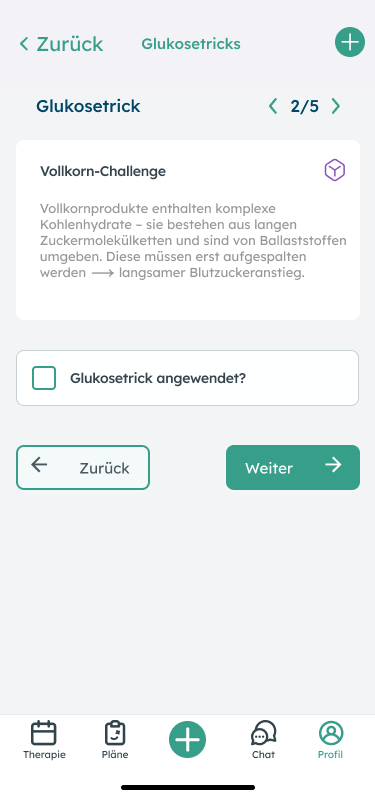 Zurück
Glukosetricks
Glukosetrick
2/5
Vollkorn-Challenge
Vollkornprodukte enthalten komplexe
Kohlenhydrate – sie bestehen aus langen
Zuckermolekülketten und sind von Ballaststoffen
umgeben. Diese müssen erst aufgespalten
werden ⟶ langsamer Blutzuckeranstieg.
Glukosetrick angewendet?
Zurück
Weiter
Therapie
Pläne
Chat
Profil